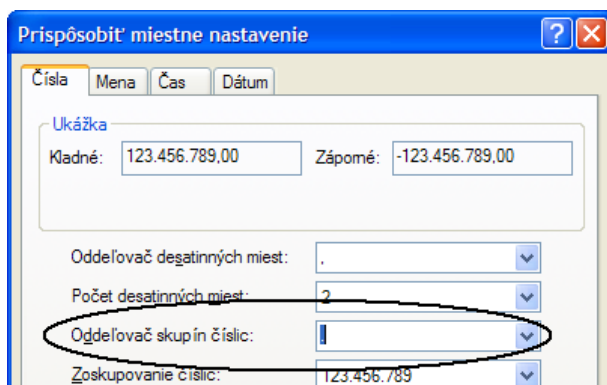 Prispôsobiť miestne nastavenie
Čísla Mena Čas Dátum
Ukážka
Kladné: 123.456.789,00 Záporné: -123.456.789,00
Oddeľovač desatinných miest: ,
Počet desatinných miest: 2
Oddeľovač skupín číslic: .
Zoskupovanie číslic: 123.456.789